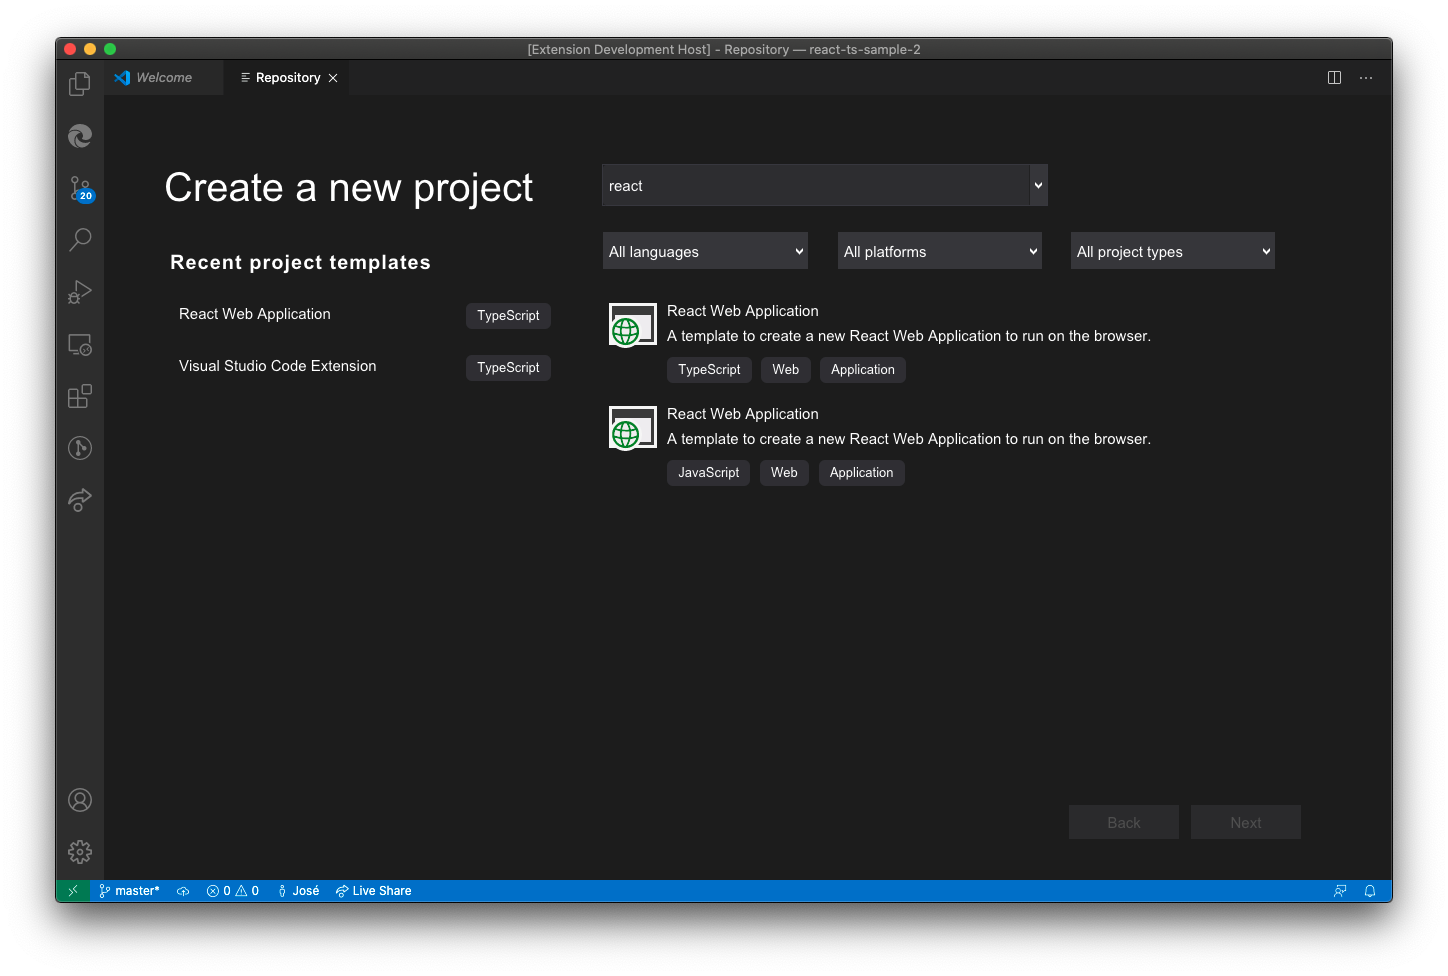 [Extension Development Host] - Repository — react-ts-sample-2
Welcome
Repository
20
Create a new project
react
All languages
All platforms
All project types
Recent project templates
React Web Application
TypeScript
Visual Studio Code Extension
TypeScript
React Web Application
A template to create a new React Web Application to run on the browser.
TypeScript Web Application
React Web Application
A template to create a new React Web Application to run on the browser.
JavaScript Web Application
Back
Next
master* 0 0 José Live Share